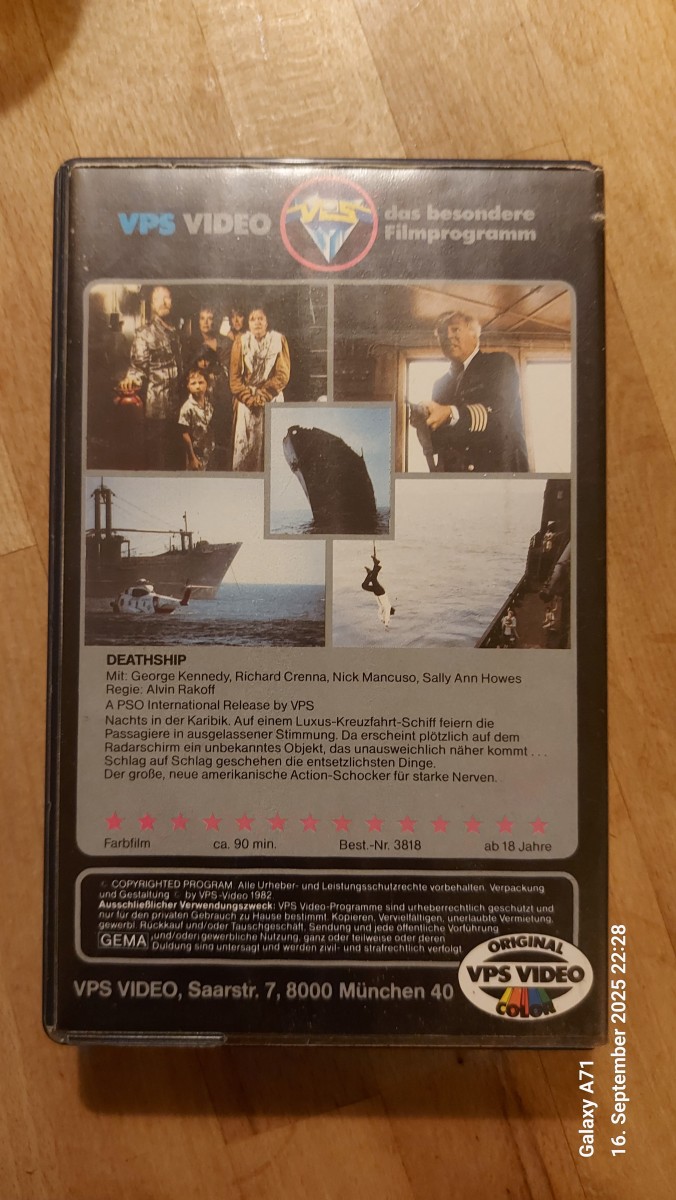 VPS VIDEO
VPS
das besondere
Filmprogramm
DEATHSHIP
Mit: George Kennedy, Richard Crenna, Nick Mancuso, Sally Ann Howes
Regie: Alvin Rakoff
A PSO International Release by VPS
Nachts in der Karibik. Auf einem Luxus-Kreuzfahrt-Schiff feiern die
Passagiere in ausgelassener Stimmung. Da erscheint plötzlich auf dem
Radarschirm ein unbekanntes Objekt, das unausweichlich näher kommt ...
Schlag auf Schlag geschehen die entsetzlichsten Dinge.
Der große, neue amerikanische Action-Schocker für starke Nerven.
Farbfilm ca. 90 min. Best.-Nr. 3818 ab 18 Jahre
© COPYRIGHTED PROGRAM. Alle Urheber- und Leistungsschutzrechte vorbehalten. Verpackung
und Gestaltung © by VPS-Video 1982
Ausschließlicher Verwendungszweck: VPS Video-Programme sind urheberrechtlich geschützt und
nur für den privaten Gebrauch zu Hause bestimmt. Kopieren, Vervielfältigen, unerlaubte Vermietung,
gewerbl. Rückkauf und/oder Tauschgeschäft, Sendung und jede öffentliche Vorführung
GEMA und/oder gewerbliche Nutzung, ganz oder teilweise oder deren
Duldung sind untersagt und werden zivil- und strafrechtlich verfolgt.
VPS VIDEO, Saarstr. 7, 8000 München 40
ORIGINAL
VPS VIDEO
COLOR
Galaxy A71
16. September 2025 22:28